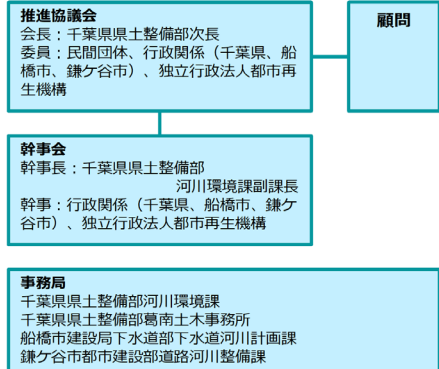 推進協議会
会長：千葉県県土整備部次長
委員：民間団体、行政関係（千葉県、船
橋市、鎌ケ谷市）、独立行政法人都市再
生機構
顧問
幹事会
幹事長：千葉県県土整備部
河川環境課副課長
幹事：行政関係（千葉県、船橋市、鎌ケ
谷市）、独立行政法人都市再生機構
事務局
千葉県県土整備部河川環境課
千葉県県土整備部葛南土木事務所
船橋市建設局下水道部下水道河川計画課
鎌ケ谷市都市建設部道路河川整備課